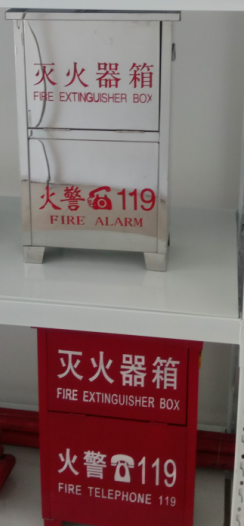 灭火器箱
FIRE EXTINGUISHER BOX
火警☎119
FIRE ALARM
灭火器箱
FIRE EXTINGUISHER BOX
火警☎119
FIRE TELEPHONE 119